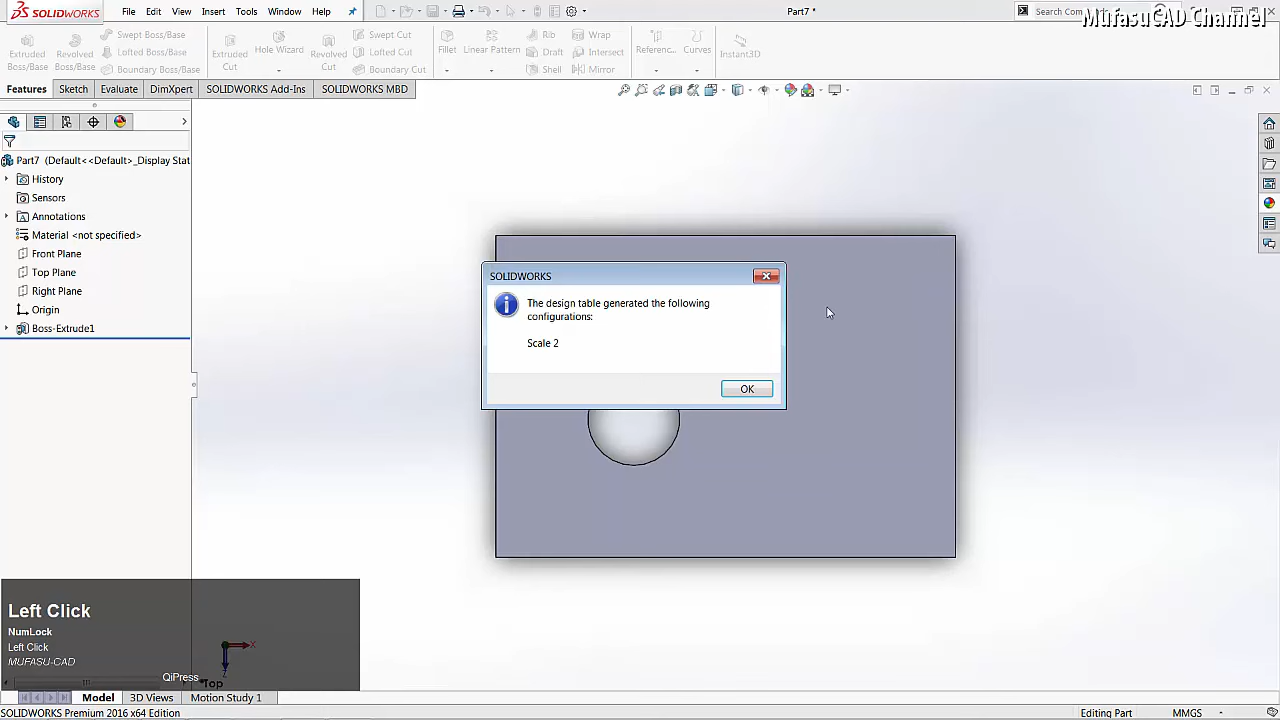 SOLIDWORKS
File Edit View Insert Tools Window Help
Part7 *
Search Com
MufasuCAD Channel
Extruded Boss/Base
Revolved Boss/Base
Swept Boss/Base
Lofted Boss/Base
Boundary Boss/Base
Extruded Cut
Hole Wizard
Revolved Cut
Swept Cut
Lofted Cut
Boundary Cut
Fillet
Linear Pattern
Rib
Draft
Shell
Wrap
Intersect
Mirror
Referenc...
Curves
Instant3D
Features Sketch Evaluate DimXpert SOLIDWORKS Add-Ins SOLIDWORKS MBD
Part7 (Default<<Default>_Display Stat
History
Sensors
Annotations
Material <not specified>
Front Plane
Top Plane
Right Plane
Origin
Boss-Extrude1
SOLIDWORKS
The design table generated the following
configurations:
Scale 2
OK
Left Click
NumLock
Left Click
MUFASU-CAD
QiPress
X
Z
*Top
Model 3D Views Motion Study 1
SOLIDWORKS Premium 2016 x64 Edition
Editing Part
MMGS